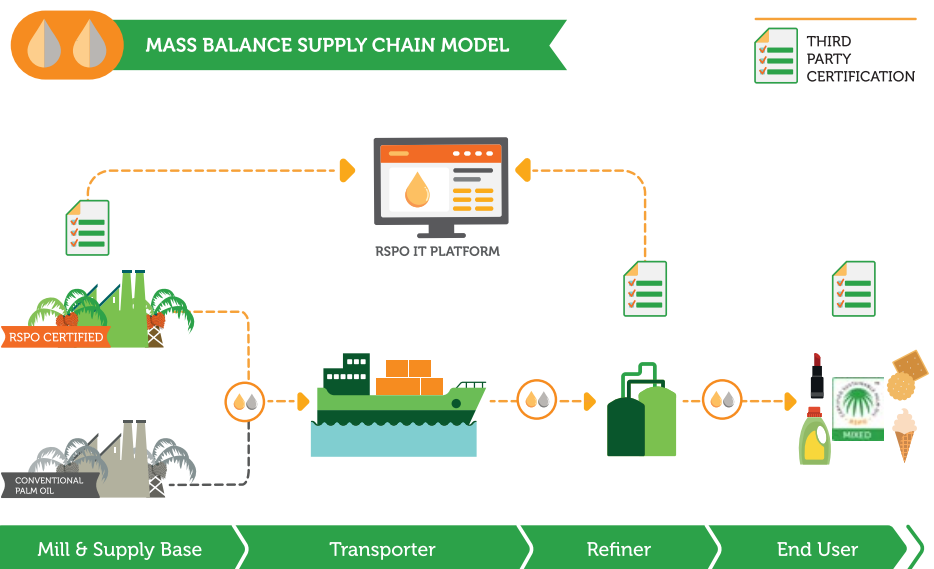 MASS BALANCE SUPPLY CHAIN MODEL
THIRD
PARTY
CERTIFICATION
RSPO IT PLATFORM
RSPO CERTIFIED
CONVENTIONAL
PALM OIL
MIXED
Mill & Supply Base
Transporter
Refiner
End User